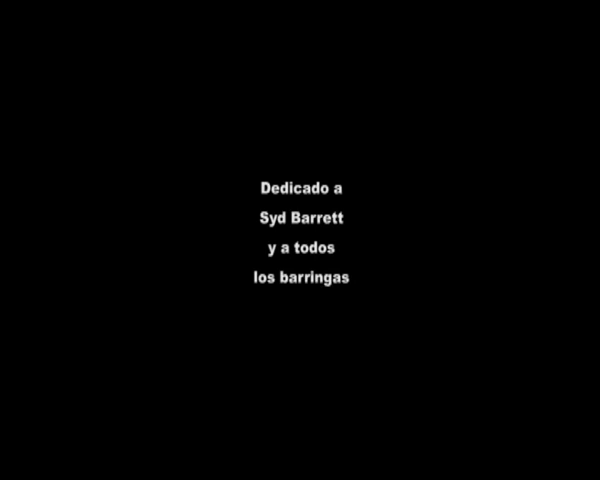 Dedicado a
Syd Barrett
y a todos
los barringas